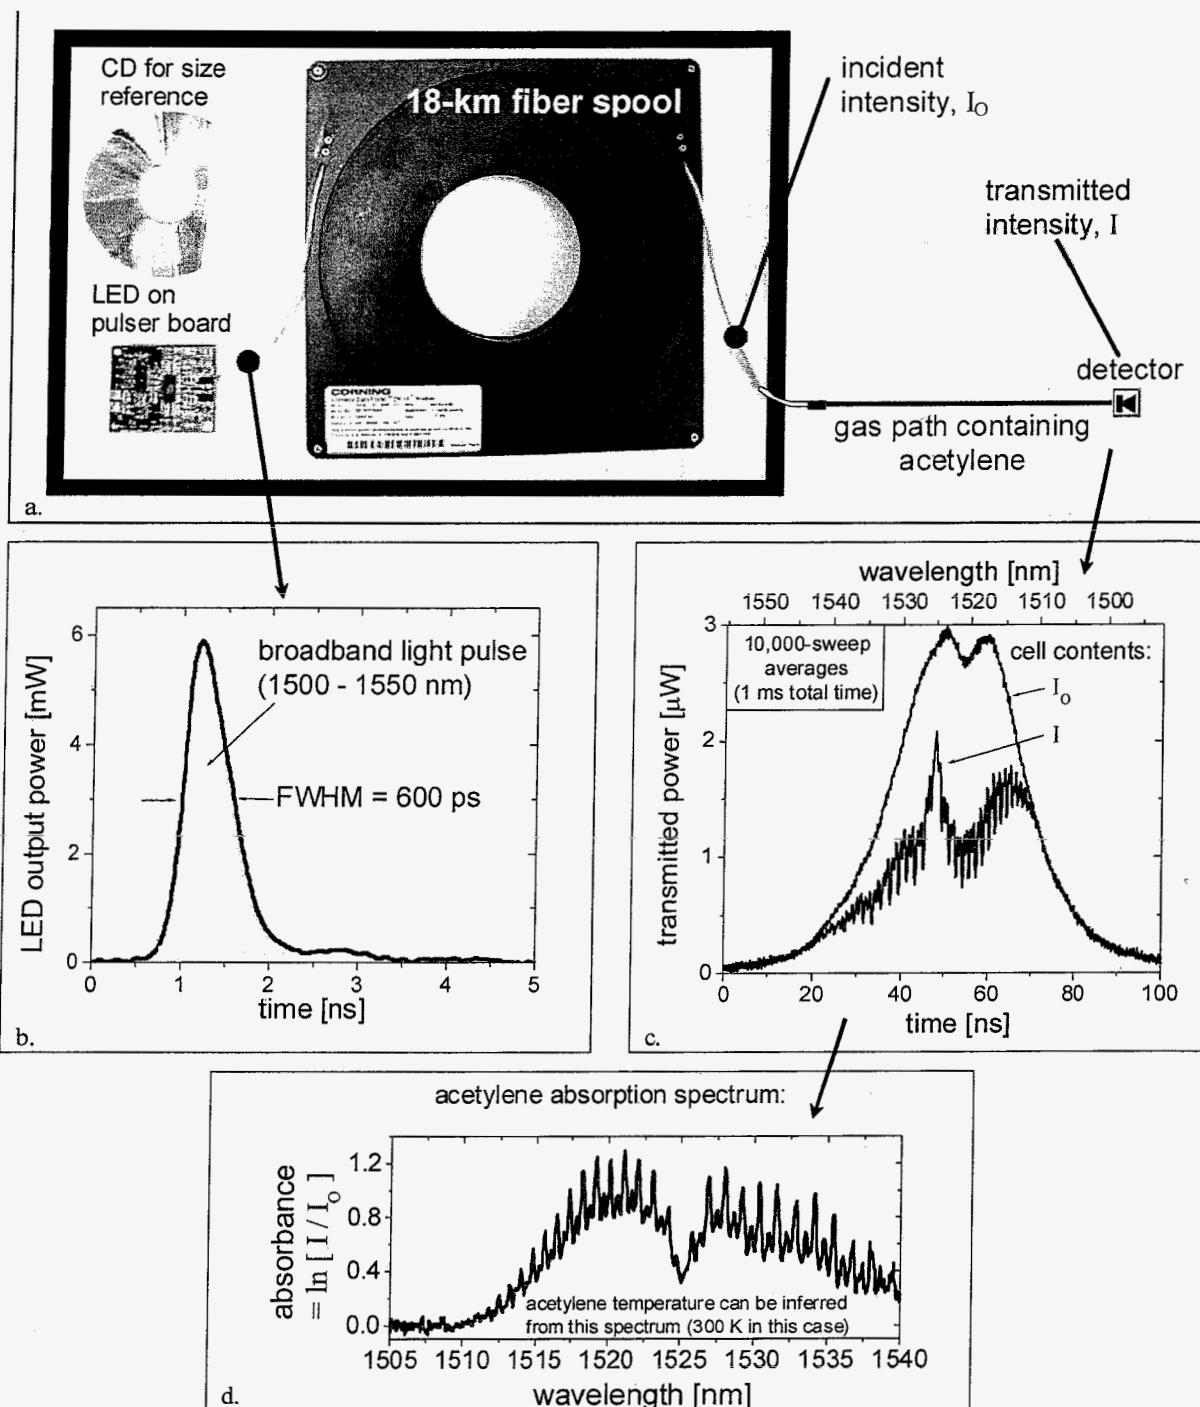 CD for size
reference
18-km fiber spool
LED on
pulser board
CORNING
incident
intensity, I₀
transmitted
intensity, I
detector
gas path containing
acetylene
a.
LED output power [mW]
6
4
2
0
broadband light pulse
(1500 - 1550 nm)
FWHM = 600 ps
0 1 2 3 4 5
time [ns]
b.
wavelength [nm]
1550 1540 1530 1520 1510 1500
transmitted power [μW]
3
2
1
0
10,000-sweep
averages
(1 ms total time)
cell contents:
I₀
I
0 20 40 60 80 100
time [ns]
c.
acetylene absorption spectrum:
absorbance
= ln [ I / I₀ ]
1.2
0.8
0.4
0.0
acetylene temperature can be inferred
from this spectrum (300 K in this case)
1505 1510 1515 1520 1525 1530 1535 1540
wavelength [nm]
d.